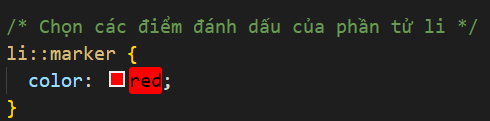 /* Chọn các điểm đánh dấu của phần tử li */
li::marker {
color: red;
}